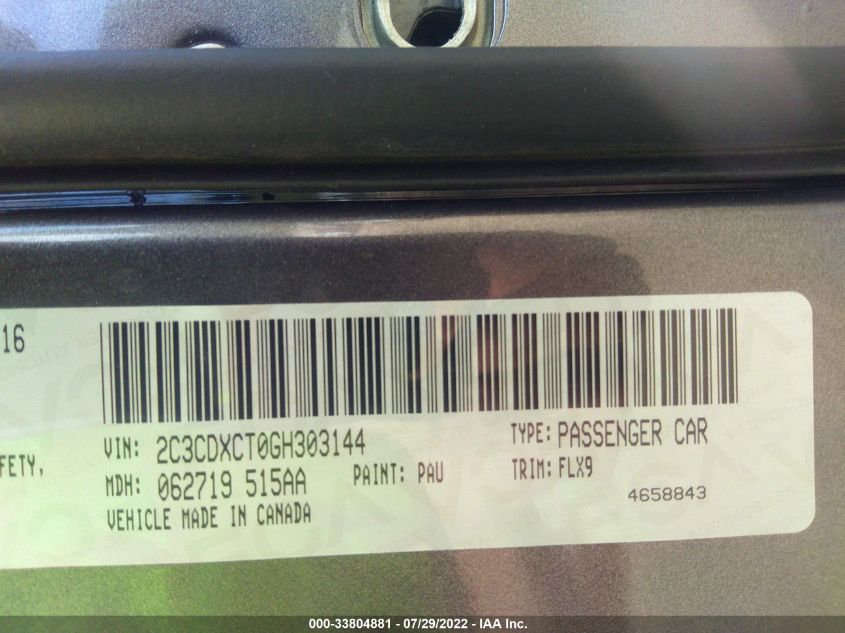 16
FETY,
VIN: 2C3CDXCT0GH303144
TYPE: PASSENGER CAR
MDH: 062719 515AA
PAINT: PAU
TRIM: FLX9
VEHICLE MADE IN CANADA
4658843
000-33804881 - 07/29/2022 - IAA Inc.